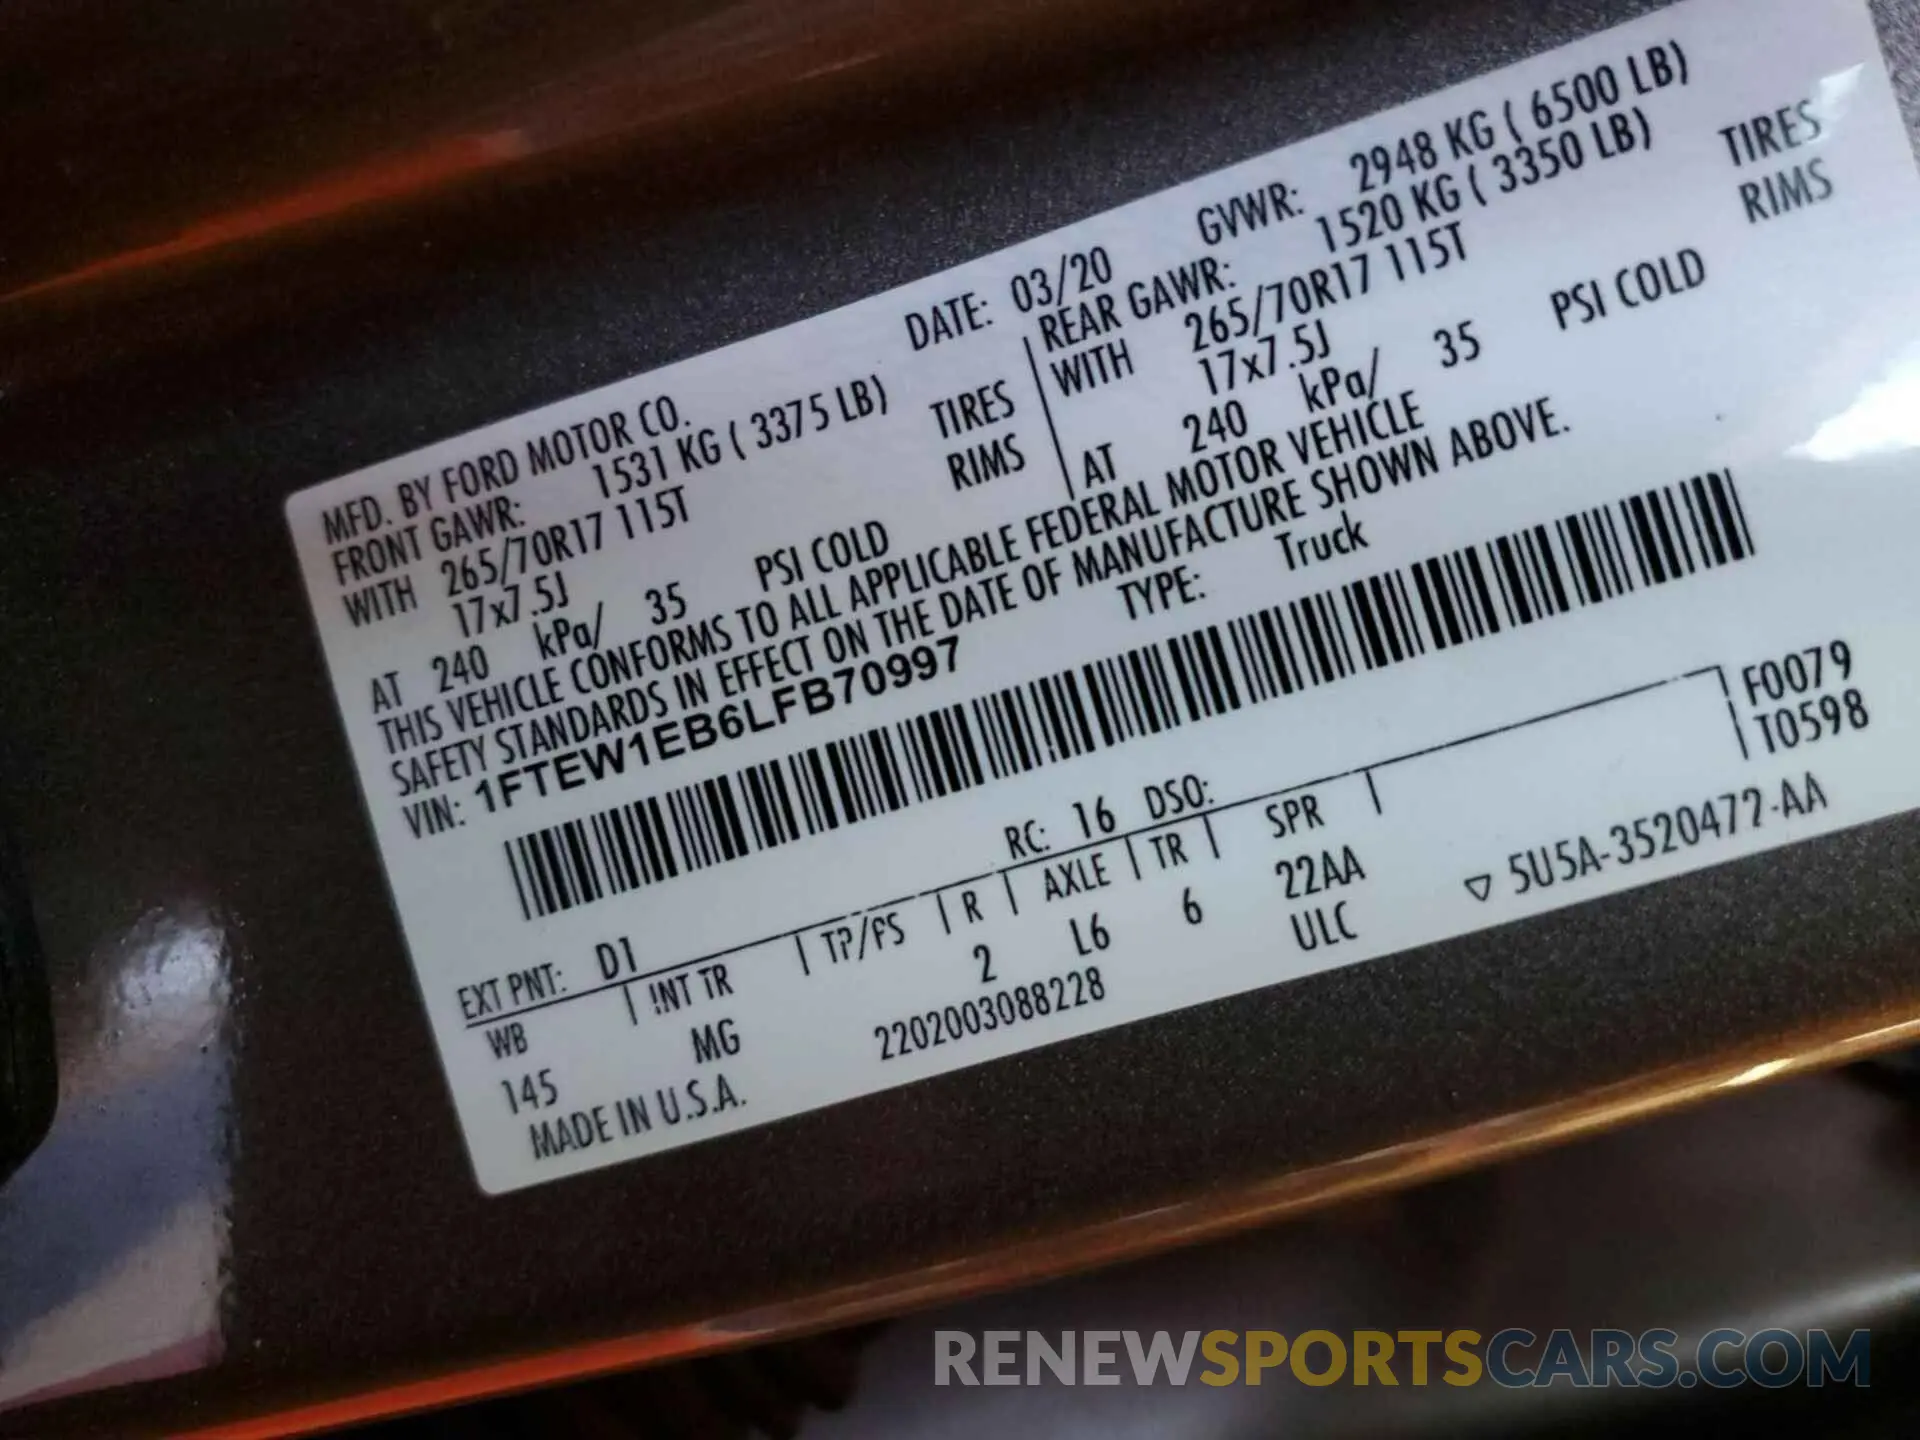 MFD. BY FORD MOTOR CO. DATE: 03/20 GVWR: 2948 KG ( 6500 LB)
FRONT GAWR: 1531 KG ( 3375 LB) REAR GAWR: 1520 KG ( 3350 LB)
WITH 265/70R17 115T TIRES WITH 265/70R17 115T TIRES
17x7.5J RIMS 17x7.5J RIMS
AT 240 kPa/ 35 PSI COLD AT 240 kPa/ 35 PSI COLD
THIS VEHICLE CONFORMS TO ALL APPLICABLE FEDERAL MOTOR VEHICLE
SAFETY STANDARDS IN EFFECT ON THE DATE OF MANUFACTURE SHOWN ABOVE.
VIN: 1FTEW1EB6LFB70997 TYPE: Truck
F0079
T0598
EXT PNT: D1 RC: 16 DSO:
WB INT TR TP/PS R AXLE TR SPR
145 MG 2 L6 6 22AA
ULC
MADE IN U.S.A. 2202003088228 5U5A-3520472-AA
RENEWSPORTSCARS.COM